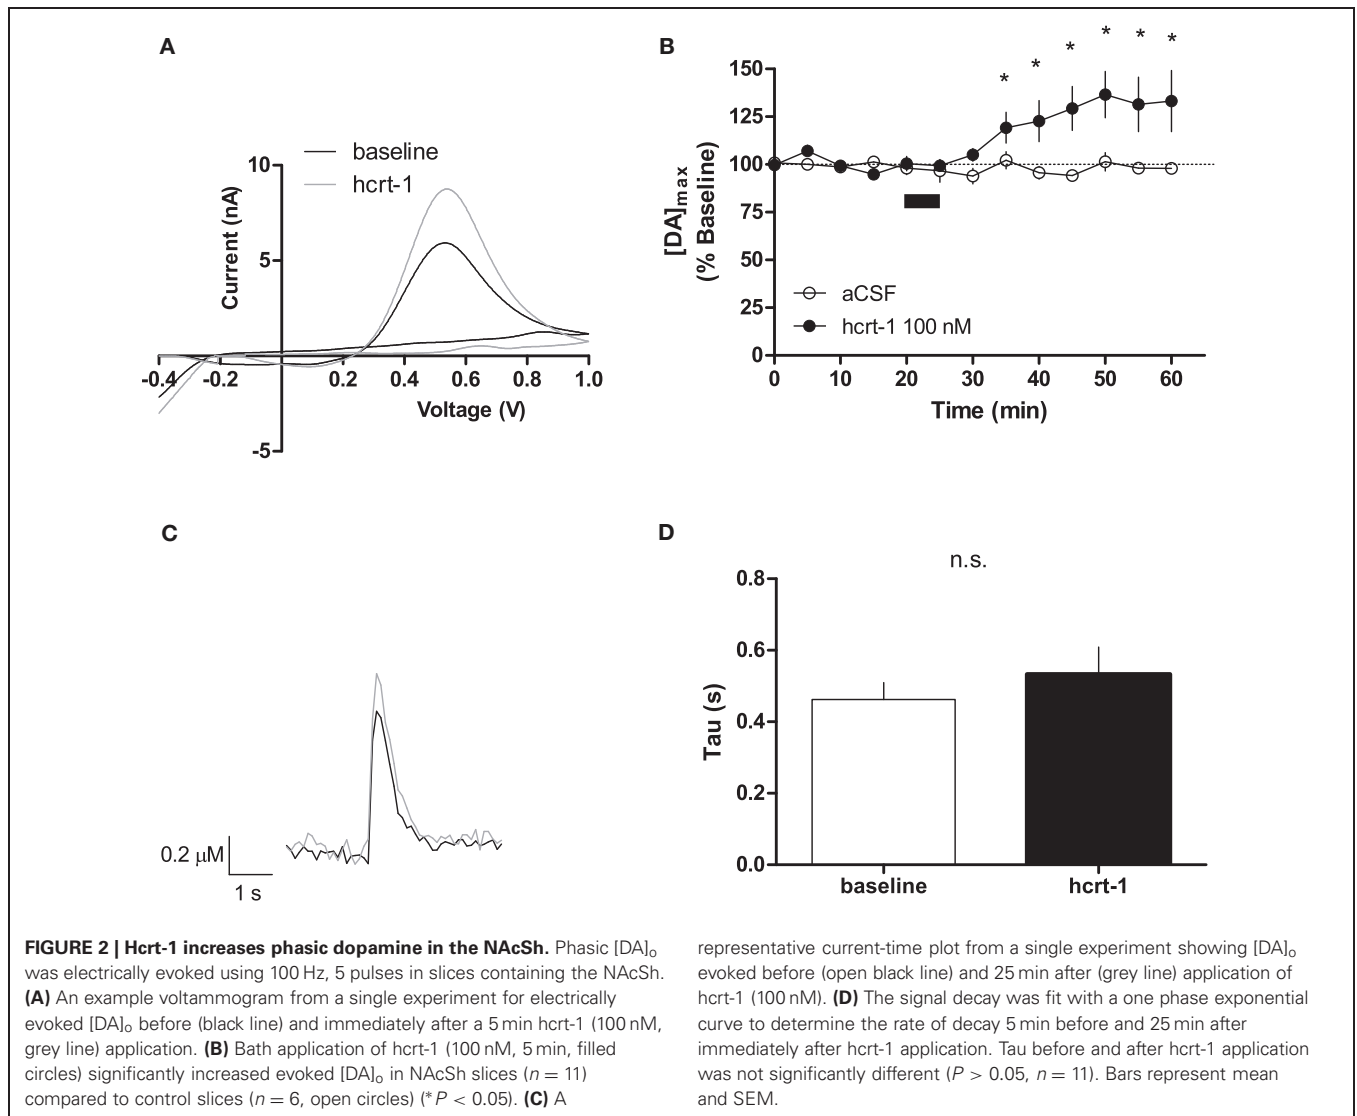 A
baseline
hcrt-1
10
5
-5
Current (nA)
-0.4
-0.2
0.2
0.4
0.6
0.8
1.0
Voltage (V)
B
* * * * * *
150
125
100
75
50
25
0
[DA]max
(% Baseline)
aCSF
hcrt-1 100 nM
0 10 20 30 40 50 60
Time (min)
C
0.2 µM
1 s
D
n.s.
0.8
0.6
0.4
0.2
0.0
Tau (s)
baseline
hcrt-1
FIGURE 2 | Hcrt-1 increases phasic dopamine in the NAcSh. Phasic [DA]o
was electrically evoked using 100 Hz, 5 pulses in slices containing the NAcSh.
(A) An example voltammogram from a single experiment for electrically
evoked [DA]o before (black line) and immediately after a 5 min hcrt-1 (100 nM,
grey line) application. (B) Bath application of hcrt-1 (100 nM, 5 min, filled
circles) significantly increased evoked [DA]o in NAcSh slices (n = 11)
compared to control slices (n = 6, open circles) (*P < 0.05). (C) A
representative current-time plot from a single experiment showing [DA]o
evoked before (open black line) and 25 min after (grey line) application of
hcrt-1 (100 nM). (D) The signal decay was fit with a one phase exponential
curve to determine the rate of decay 5 min before and 25 min after
immediately after hcrt-1 application. Tau before and after hcrt-1 application
was not significantly different (P > 0.05, n = 11). Bars represent mean
and SEM.